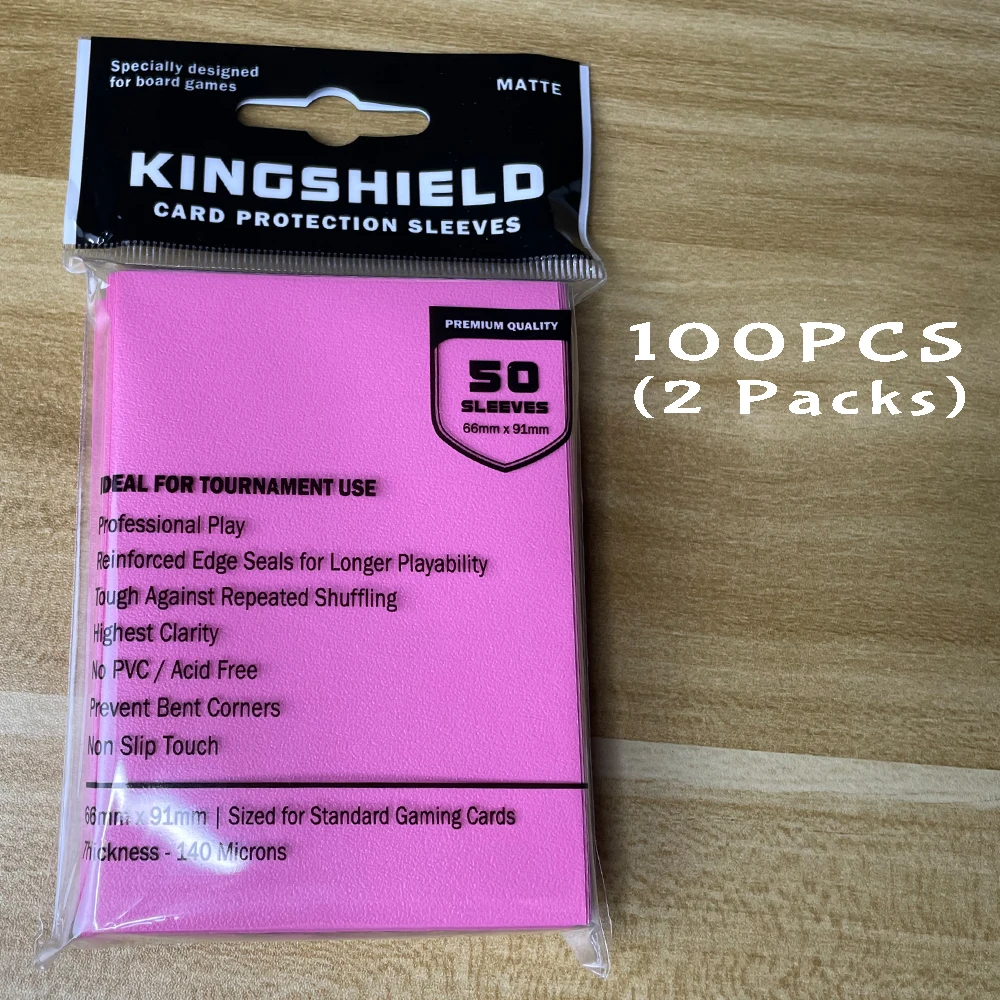 Specially designed
for board games
MATTE
KINGSHIELD
CARD PROTECTION SLEEVES
PREMIUM QUALITY
50
SLEEVES
66mm x 91mm
100PCS
(2 Packs)
IDEAL FOR TOURNAMENT USE
Professional Play
Reinforced Edge Seals for Longer Playability
Tough Against Repeated Shuffling
Highest Clarity
No PVC / Acid Free
Prevent Bent Corners
Non Slip Touch
66mm x 91mm | Sized for Standard Gaming Cards
Thickness - 140 Microns